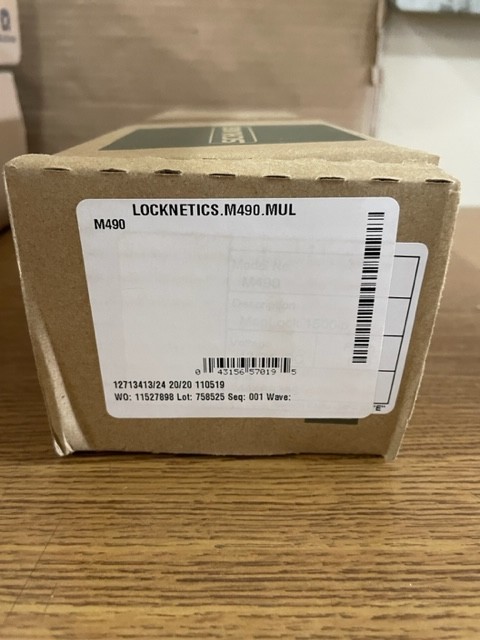 SCHLAGE
LOCKNETICS.M490.MUL
M490
0 43156 57019 5
12713413/24 20/20 110519
WO: 11527898 Lot: 758525 Seq: 001 Wave: